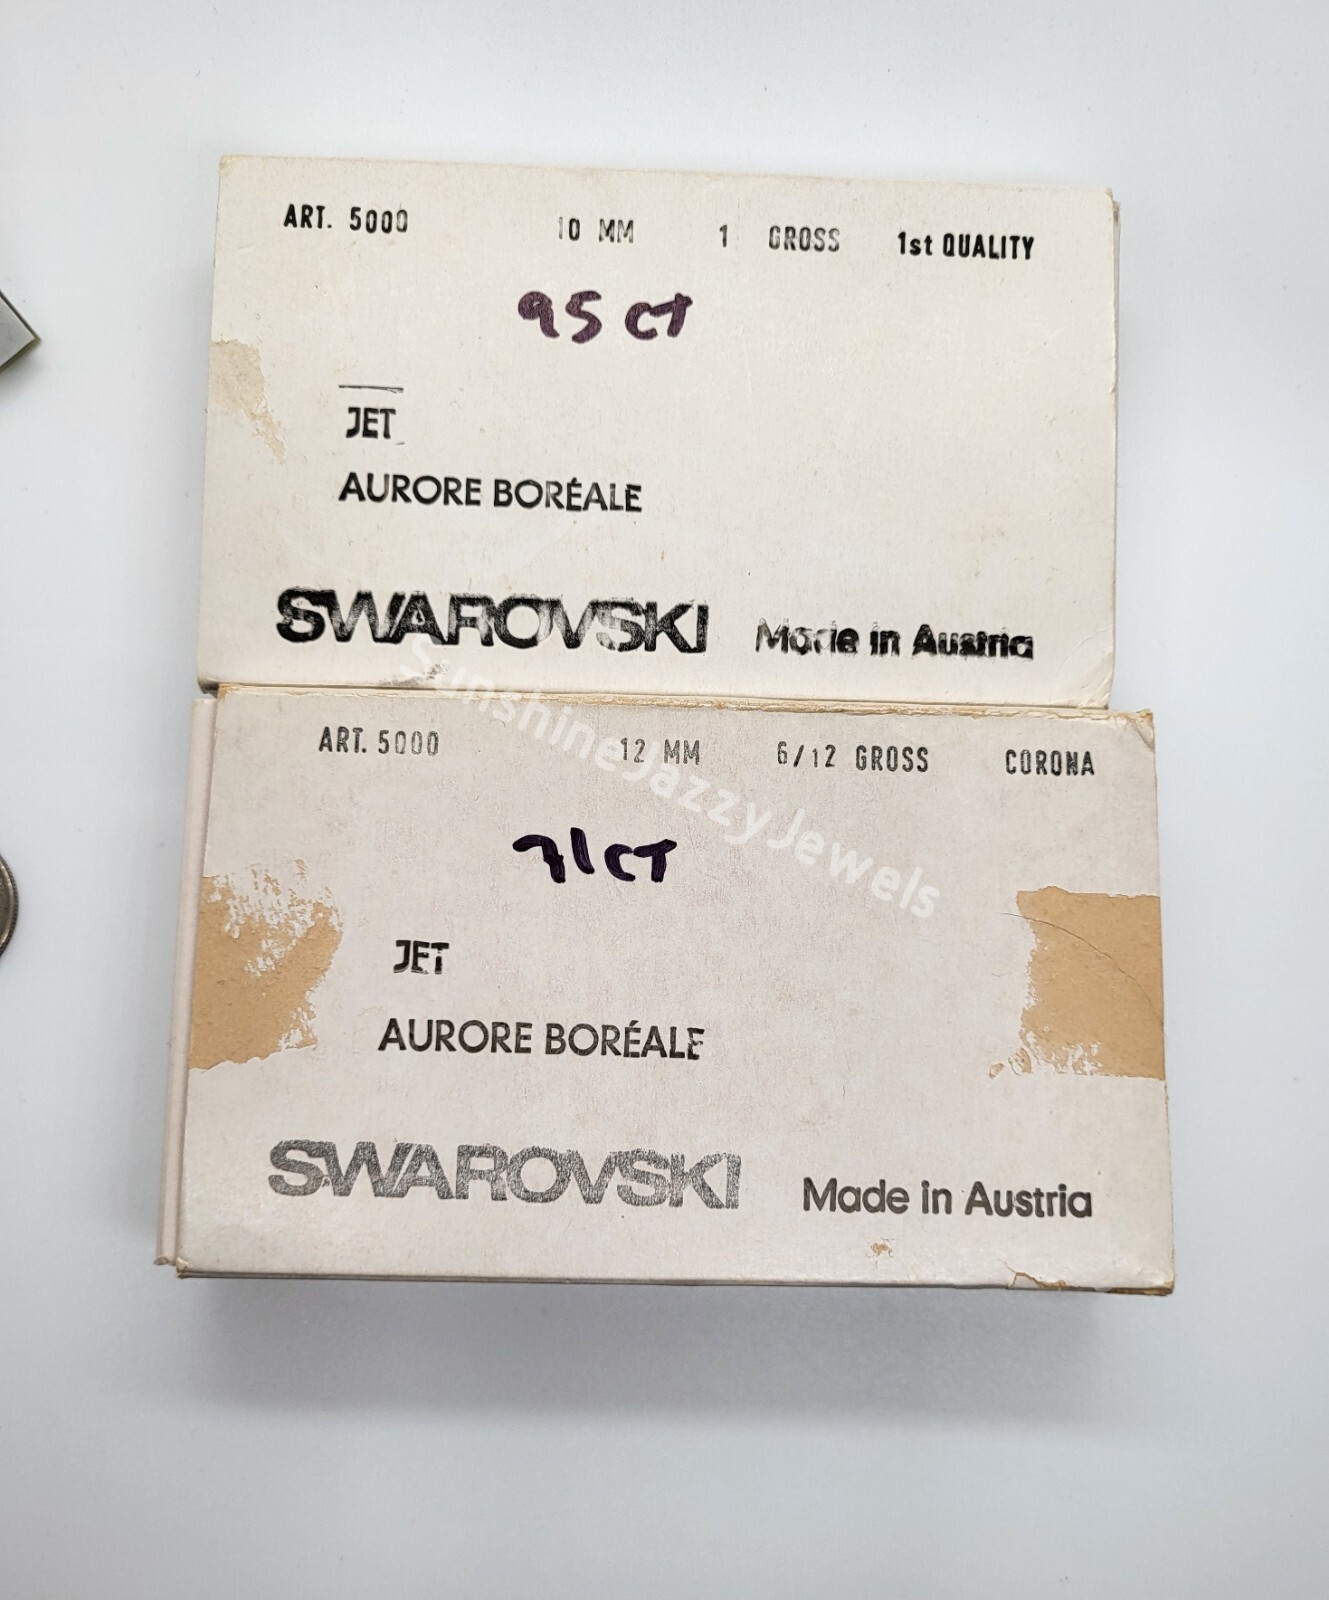 ART. 5000 10 MM 1 GROSS 1st QUALITY
95 CT
JET
AURORE BORÉALE
SWAROVSKI Made in Austria
SunshineJazzyJewels
ART. 5000 12 MM 6/12 GROSS CORONA
71 CT
JET
AURORE BORÉALE
SWAROVSKI Made in Austria